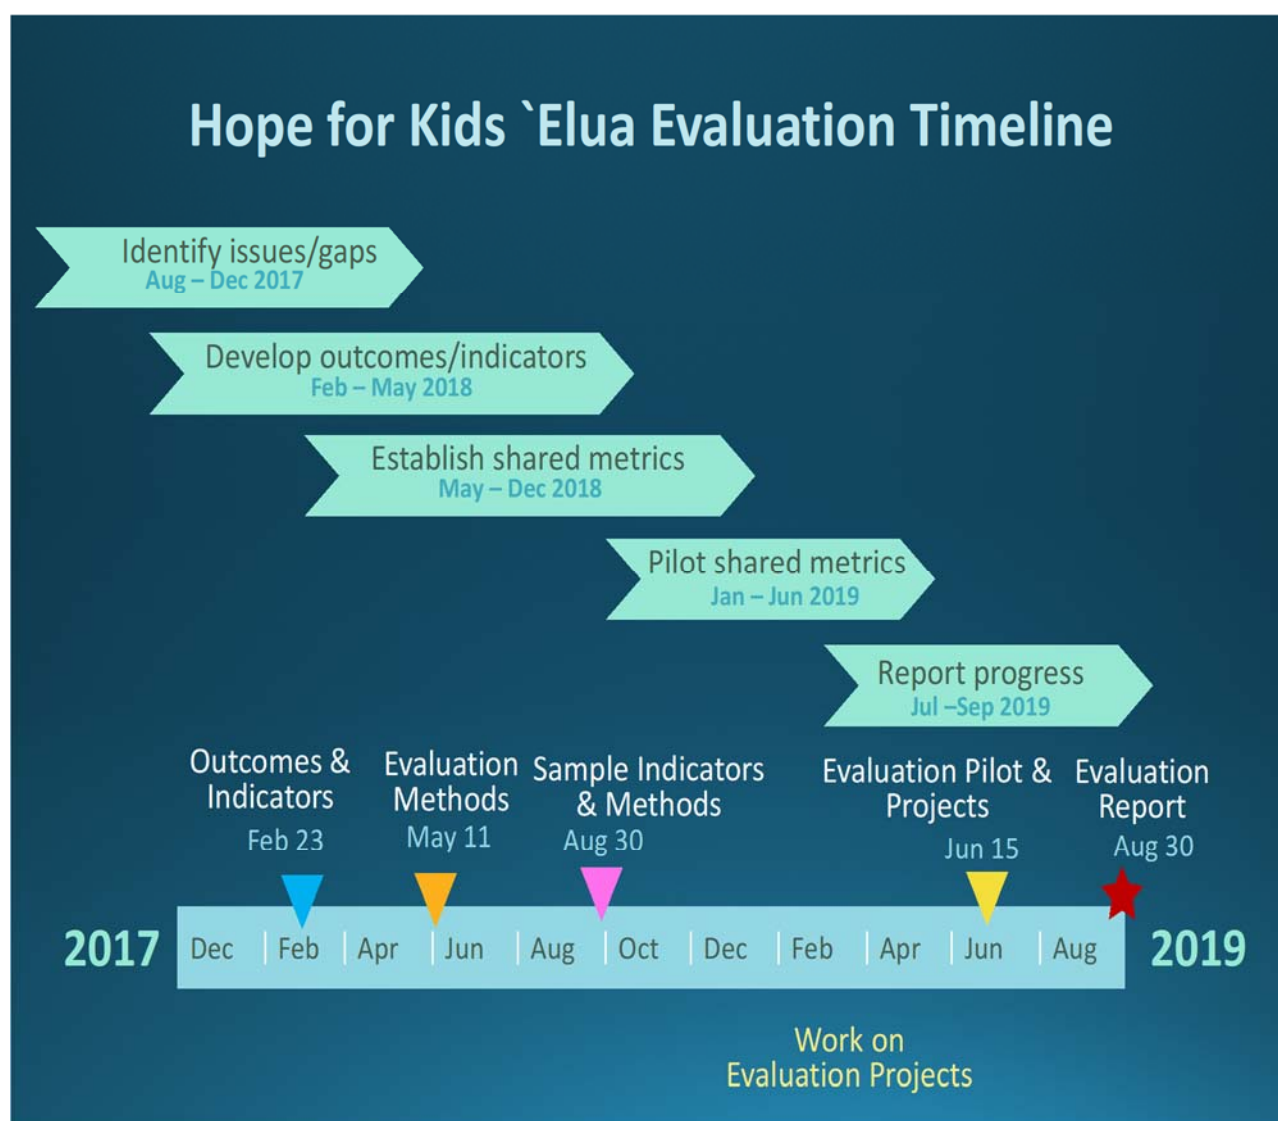 Hope for Kids `Elua Evaluation Timeline
Identify issues/gaps
Aug – Dec 2017
Develop outcomes/indicators
Feb – May 2018
Establish shared metrics
May – Dec 2018
Pilot shared metrics
Jan – Jun 2019
Report progress
Jul –Sep 2019
Outcomes &
Indicators
Feb 23
Evaluation
Methods
May 11
Sample Indicators
& Methods
Aug 30
Evaluation Pilot &
Projects
Jun 15
Evaluation
Report
Aug 30
2017 Dec Feb Apr Jun Aug Oct Dec Feb Apr Jun Aug 2019
Work on
Evaluation Projects